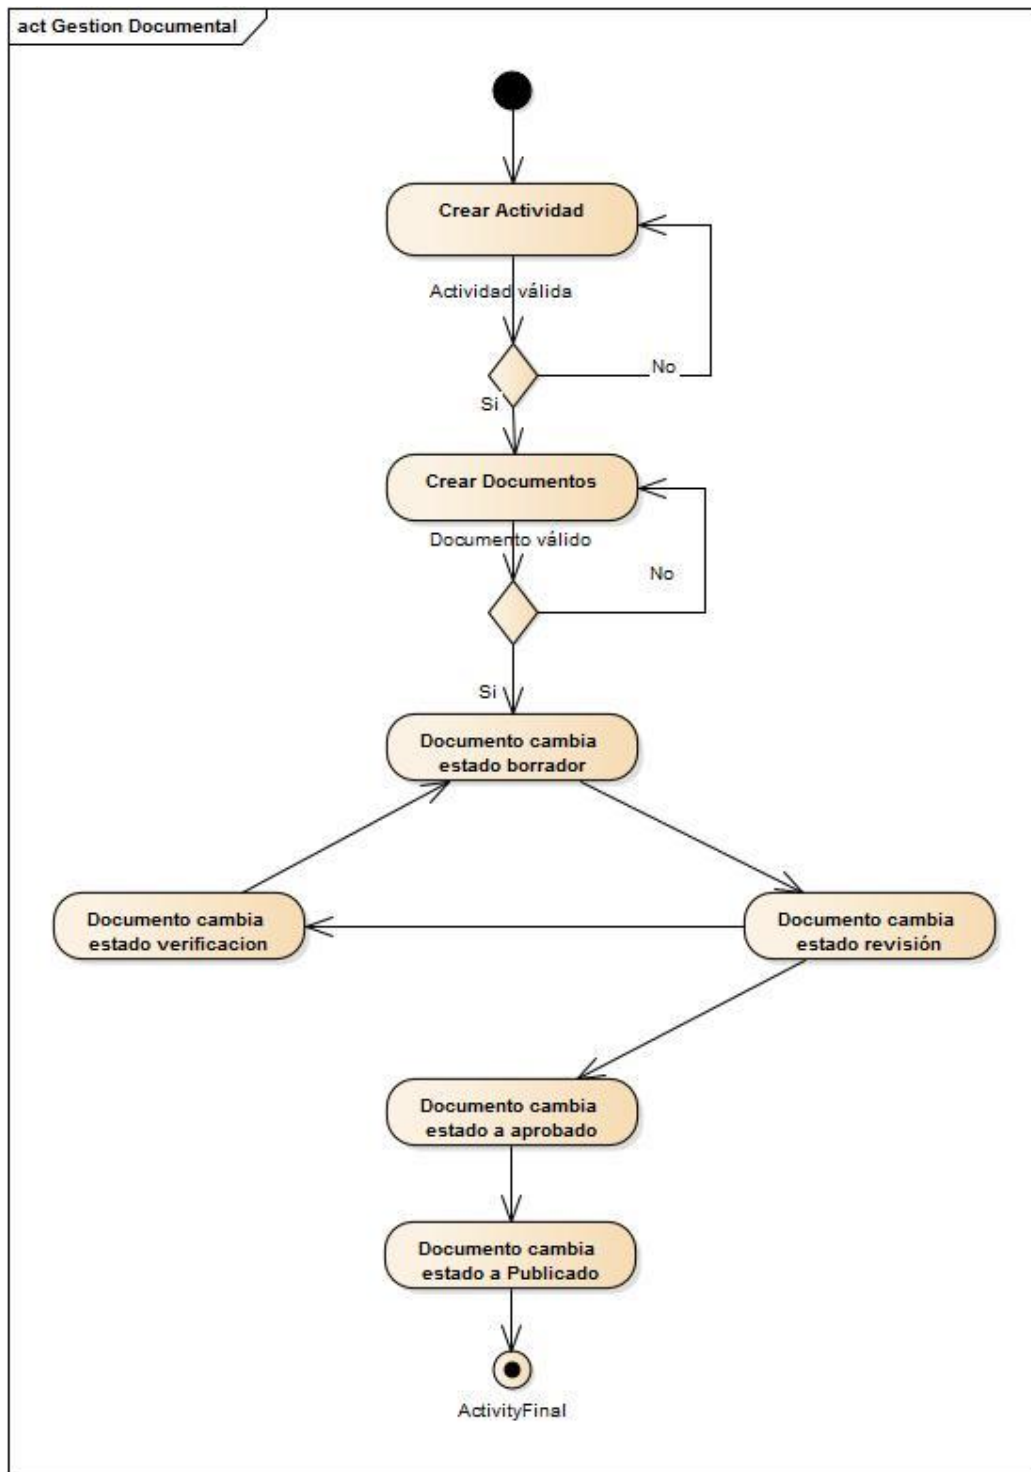 act Gestion Documental
Crear Actividad
Actividad válida
No
Si
Crear Documentos
Documento válido
No
Si
Documento cambia
estado borrador
Documento cambia
estado verificacion
Documento cambia
estado revisión
Documento cambia
estado a aprobado
Documento cambia
estado a Publicado
ActivityFinal